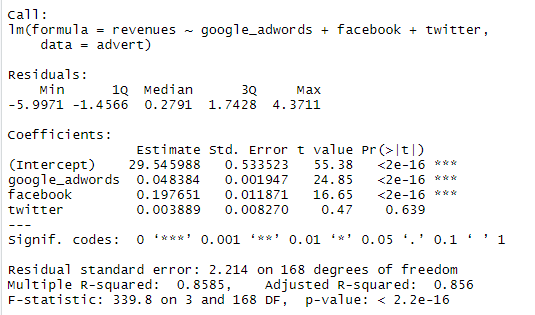 Call:
lm(formula = revenues ~ google_adwords + facebook + twitter,
    data = advert)
Residuals:
    Min      1Q  Median      3Q     Max
-5.9971 -1.4566  0.2791  1.7428  4.3711
Coefficients:
               Estimate Std. Error t value Pr(>|t|)
(Intercept)    29.545988   0.533523   55.38   <2e-16 ***
google_adwords  0.048384   0.001947   24.85   <2e-16 ***
facebook        0.197651   0.011871   16.65   <2e-16 ***
twitter         0.003889   0.008270    0.47    0.639
---
Signif. codes:  0 ‘***’ 0.001 ‘**’ 0.01 ‘*’ 0.05 ‘.’ 0.1 ‘ ’ 1
Residual standard error: 2.214 on 168 degrees of freedom
Multiple R-squared:  0.8585,    Adjusted R-squared:  0.856
F-statistic: 339.8 on 3 and 168 DF,  p-value: < 2.2e-16